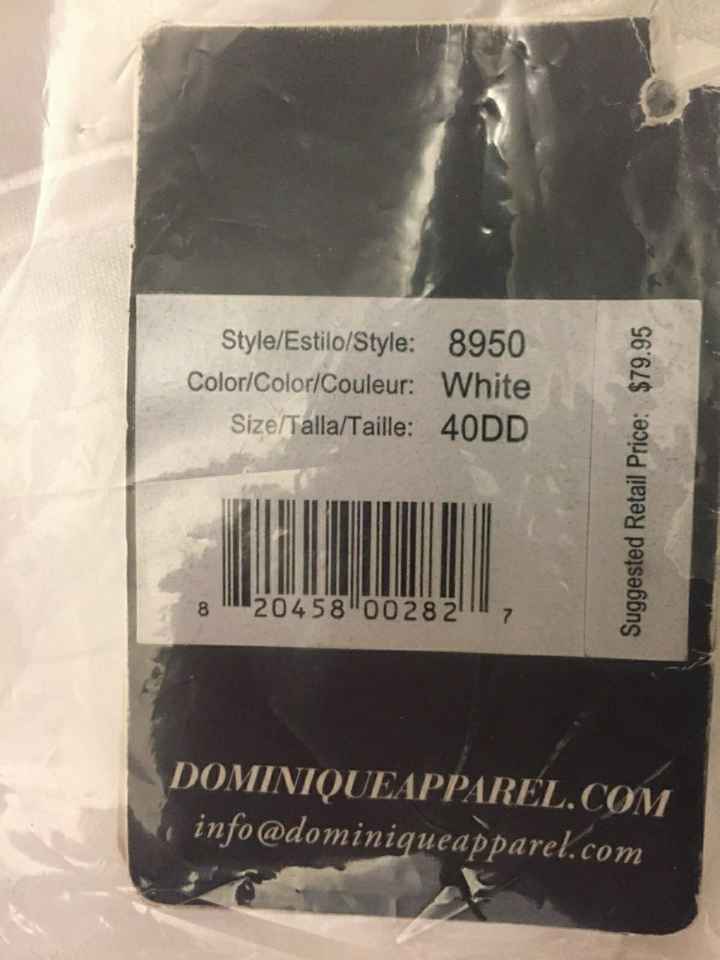 Style/Estilo/Style: 8950
Color/Color/Couleur: White
Size/Talla/Taille: 40DD
8 20458 00282 7
Suggested Retail Price: $79.95
DOMINIQUEAPPAREL.COM
info@dominiqueapparel.com